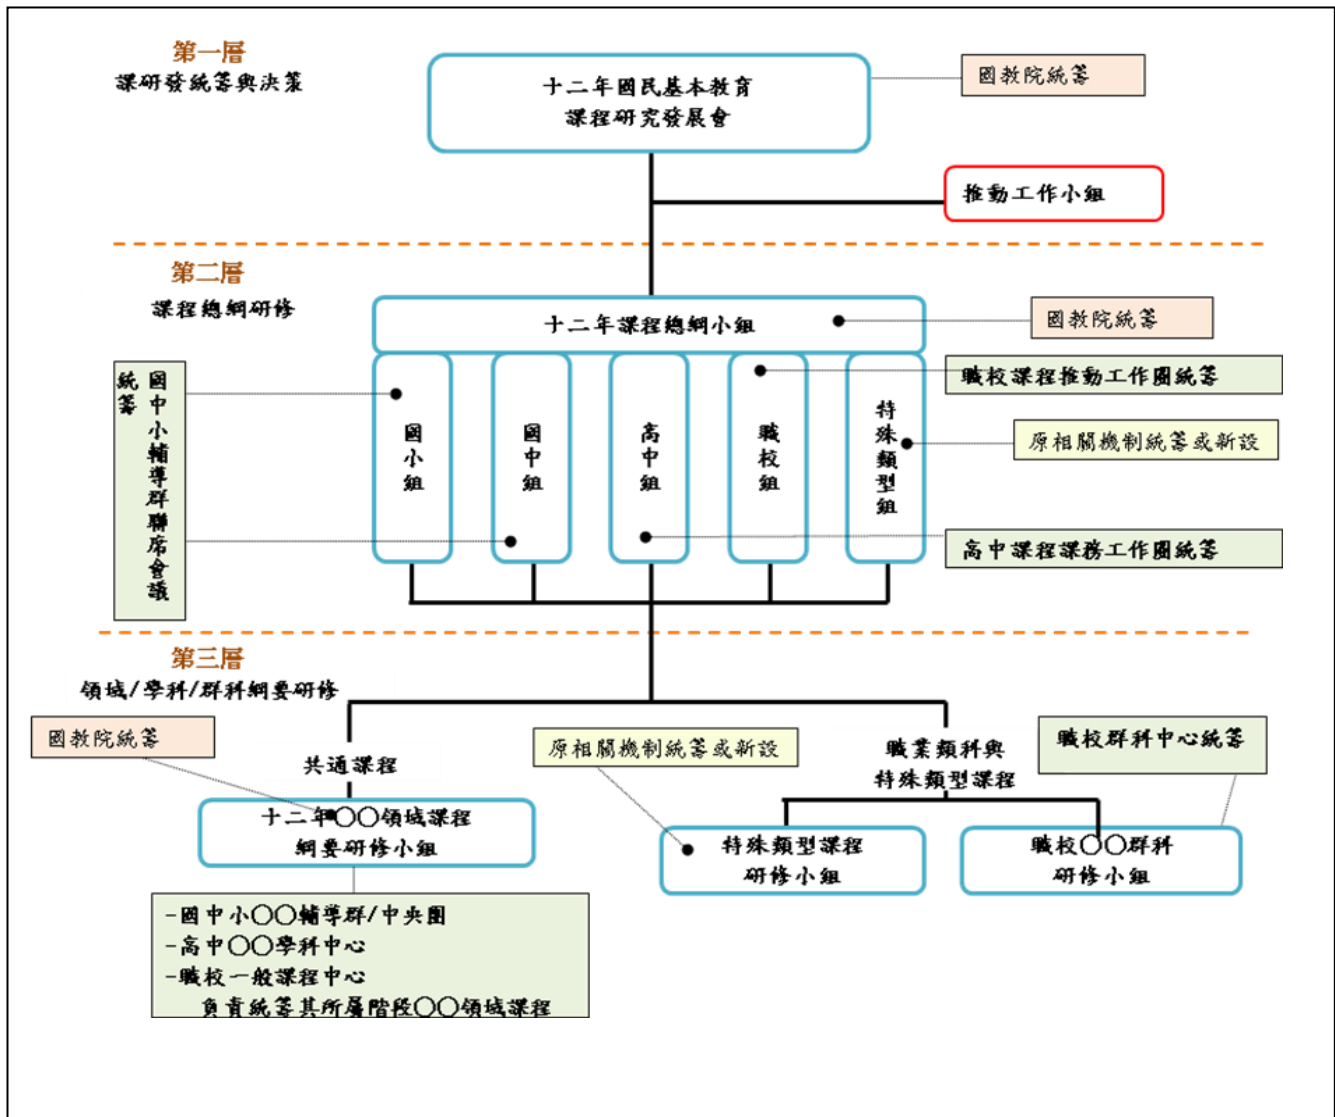 第一層
課研發統籌與決策
十二年國民基本教育
課程研究發展會
國教院統籌
推動工作小組
第二層
課程總綱研修
十二年課程總綱小組
國教院統籌
國中小輔導群聯席會議
統籌
國小組
國中組
高中組
職校組
特殊類型組
職校課程推動工作圈統籌
原相關機制統籌或新設
高中課程課務工作圈統籌
第三層
領域/學科/群科綱要研修
國教院統籌
共通課程
原相關機制統籌或新設
職業類科與
特殊類型課程
職校群科中心統籌
十二年〇〇領域課程
綱要研修小組
特殊類型課程
研修小組
職校〇〇群科
研修小組
-國中小〇〇輔導群/中央團
-高中〇〇學科中心
-職校一般課程中心
負責統籌其所屬階段〇〇領域課程